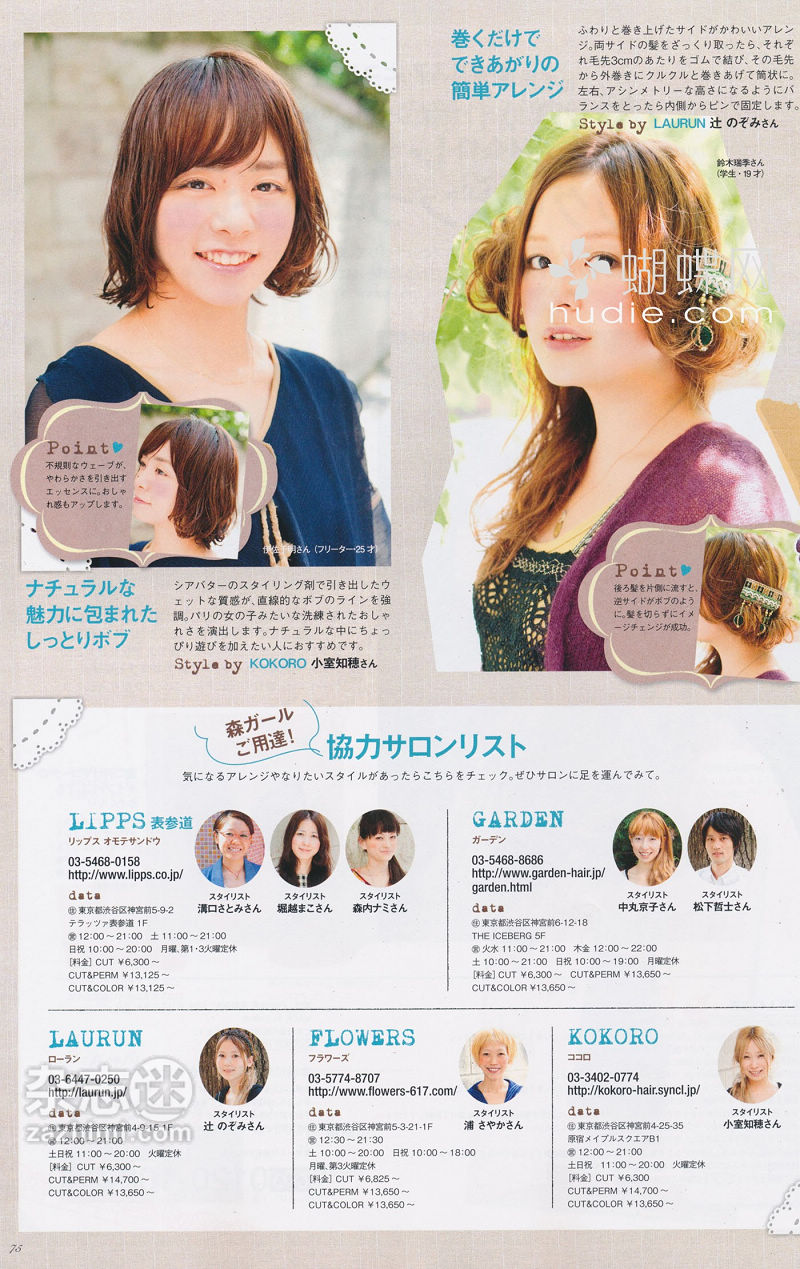 巻くだけで
できあがりの
簡単アレンジ
ふわりと巻き上げたサイドがかわいいアレン
ジ。両サイドの髪をざっくり取ったら、それぞ
れ毛先3cmのあたりをゴムで結び、その毛先
から外巻きにクルクルと巻きあげて筒状に。
左右、アシンメトリーな高さになるようにバ
ランスをとったら内側からピンで固定します。
Style by LAURUN 辻 のぞみさん
鈴木瑞季さん
(学生・19才)
蝴蝶网
hudie.com
Point
不規則なウェーブが、
やわらかさを引き出す
エッセンスに。おしゃ
れ感もアップします。
伊佐千明さん (フリーター・25才)
ナチュラルな
魅力に包まれた
しっとりボブ
シアバターのスタイリング剤で引き出したウ
ェットな質感が、直線的なボブのラインを強
調。パリの女の子みたいな洗練されたおしゃ
れさを演出します。ナチュラルな中にちょっ
ぴり遊びを加えたい人におすすめです。
Style by KOKORO 小室知穂さん
Point
後ろ髪を片側に流すと、
逆サイドがボブのよう
に。髪を切らずにイメ
ージチェンジが成功。
森ガール
ご用達!
協力サロンリスト
気になるアレンジやなりたいスタイルがあったらこちらをチェック。ぜひサロンに足を運んでみて。
LIPPS 表参道
リップス オモテサンドウ
03-5468-0158
http://www.lipps.co.jp/
data
㊟東京都渋谷区神宮前5-9-2
テラッツァ表参道 1F
㊂12:00〜21:00 土 11:00〜21:00
日祝 10:00〜20:00 月曜、第1・3火曜定休
[料金] CUT ¥6,300〜
CUT&PERM ¥13,125〜
CUT&COLOR ¥13,125〜
スタイリスト
溝口さとみさん
スタイリスト
堀越まこさん
スタイリスト
森内ナミさん
GARDEN
ガーデン
03-5468-8686
http://www.garden-hair.jp/
garden.html
data
東京都渋谷区神宮前6-12-18
THE ICEBERG 5F
火水 11:00〜21:00 木金 12:00〜22:00
土 10:00〜21:00 日祝 10:00〜19:00 月曜定休
[料金] CUT ¥6,300〜 CUT&PERM ¥13,650〜
CUT&COLOR ¥13,650〜
スタイリスト
中丸京子さん
スタイリスト
松下哲士さん
LAURUN
ローラン
03-6447-0250
http://laurun.jp/
data
東京都渋谷区神宮前4-9-15 1F
12:00〜21:00
土日祝 11:00〜20:00 火曜定休
[料金] CUT ¥6,300〜
CUT&PERM ¥14,700〜
CUT&COLOR ¥13,650〜
スタイリスト
辻 のぞみさん
杂志迷
FLOWERS
フラワーズ
03-5774-8707
http://www.flowers-617.com/
data
東京都渋谷区神宮前5-3-21-1F
12:30〜21:30
土 10:00〜20:00 日祝 10:00〜18:00
月曜、第3火曜定休
[料金] CUT ¥6,825〜
CUT&PERM ¥13,650〜
CUT&COLOR ¥13,650〜
スタイリスト
浦 さやかさん
KOKORO
ココロ
03-3402-0774
http://kokoro-hair.syncl.jp/
data
東京都渋谷区神宮前4-25-35
原宿メイプルスクエアB1
12:00〜21:00
土日祝 11:00〜20:00 火曜定休
[料金] CUT ¥6,300
CUT&PERM ¥14,700〜
CUT&COLOR ¥13,650〜
スタイリスト
小室知穂さん
75